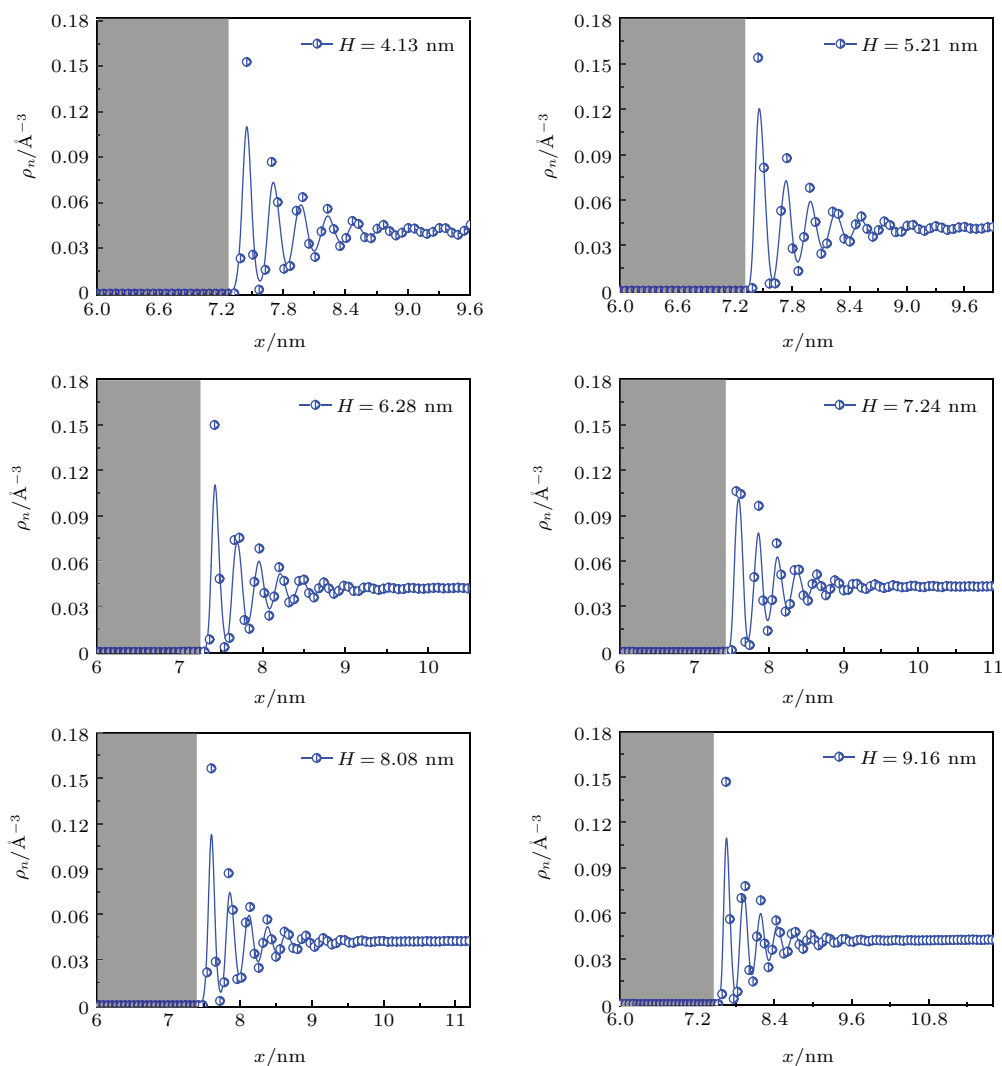 0.18
0.15
0.12
0.09
0.06
0.03
0
ρn/Å−3
H = 4.13 nm
6.0 6.6 7.2 7.8 8.4 9.0 9.6
x/nm
0.18
0.15
0.12
0.09
0.06
0.03
0
ρn/Å−3
H = 5.21 nm
6.0 6.6 7.2 7.8 8.4 9.0 9.6
x/nm
0.18
0.15
0.12
0.09
0.06
0.03
0
ρn/Å−3
H = 6.28 nm
6 7 8 9 10
x/nm
0.18
0.15
0.12
0.09
0.06
0.03
0
ρn/Å−3
H = 7.24 nm
6 7 8 9 10 11
x/nm
0.18
0.15
0.12
0.09
0.06
0.03
0
ρn/Å−3
H = 8.08 nm
6 7 8 9 10 11
x/nm
0.18
0.15
0.12
0.09
0.06
0.03
0
ρn/Å−3
H = 9.16 nm
6.0 7.2 8.4 9.6 10.8
x/nm